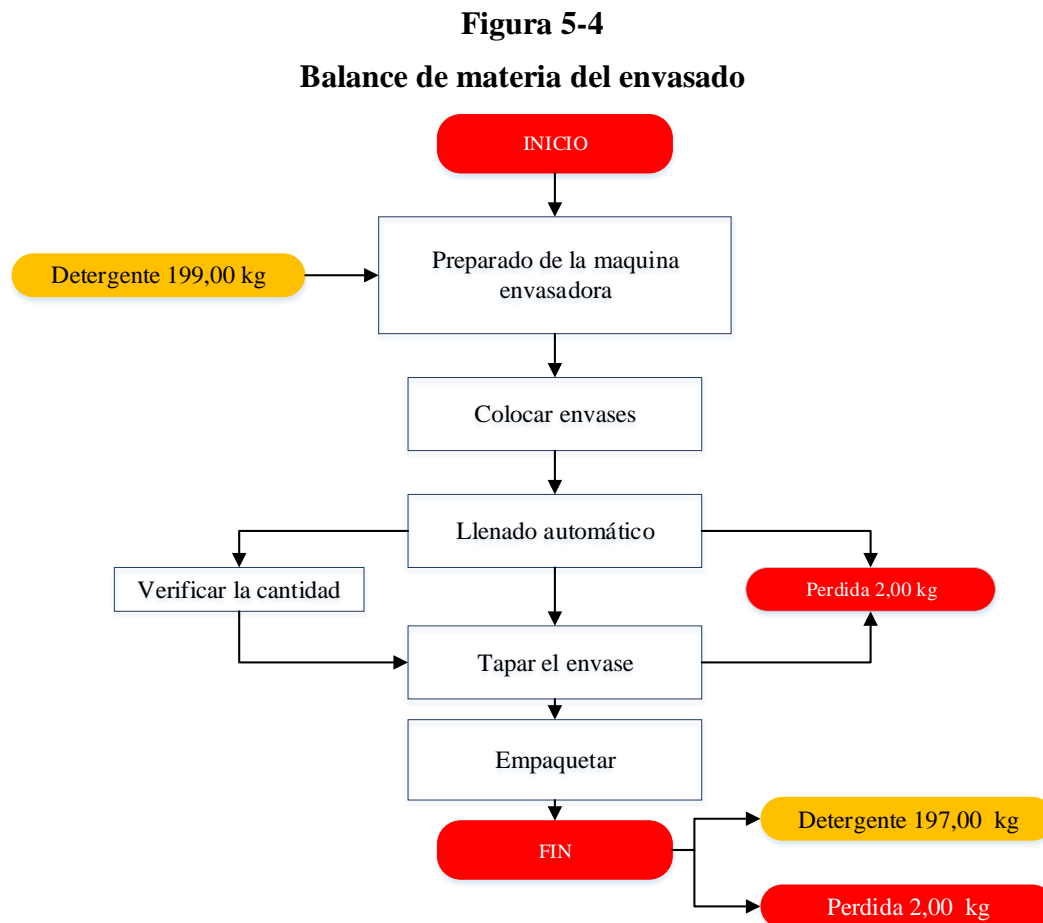 Figura 5-4
Balance de materia del envasado
INICIO
Detergente 199,00 kg
Preparado de la maquina
envasadora
Colocar envases
Llenado automático
Verificar la cantidad
Perdida 2,00 kg
Tapar el envase
Empaquetar
Detergente 197,00 kg
FIN
Perdida 2,00 kg